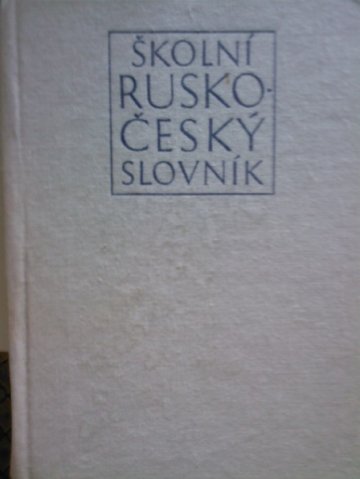 ŠKOLNÍ
RUSKO-
ČESKÝ
SLOVNÍK